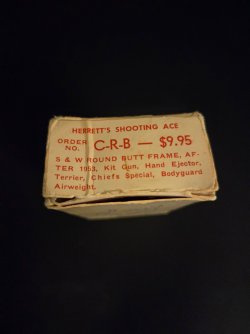 HERRETT'S SHOOTING ACE
ORDER NO. C-R-B — $9.95
S & W ROUND BUTT FRAME, AF-
TER 1953, Kit Gun, Hand Ejector,
Terrier, Chiefs Special, Bodyguard
Airweight.